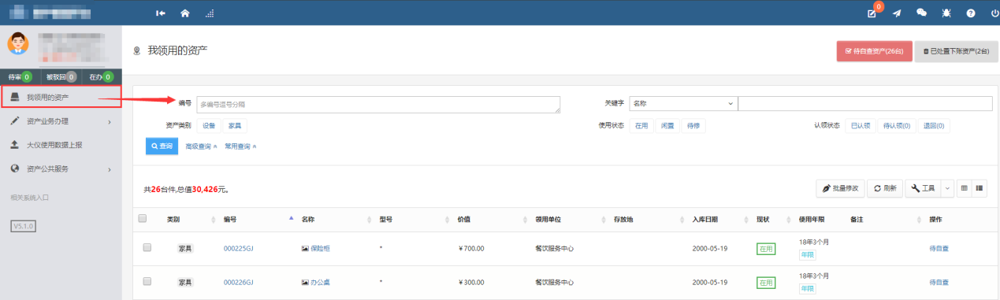 0
我领用的资产
待自查资产(26台)
已处置下账资产(2台)
待审 0 被驳回 0 在办 0
我领用的资产
资产业务办理
大仪使用数据上报
资产公共服务
相关系统入口
V5.1.0
编号 多编号逗号分隔 关键字 名称
资产类别 设备 家具 使用状态 在用 闲置 待修 认领状态 已认领 待认领(0) 退回(0)
查询 高级查询 常用查询
共26台件,总值30,426元。 批量修改 刷新 工具
类别 编号 名称 型号 价值 领用单位 存放地 入库日期 现状 使用年限 备注 操作
家具 000225GJ 保险柜 * ¥700.00 餐饮服务中心 2000-05-19 在用 18年3个月 待自查
年限
家具 000226GJ 办公桌 * ¥300.00 餐饮服务中心 2000-05-19 在用 18年3个月 待自查
年限